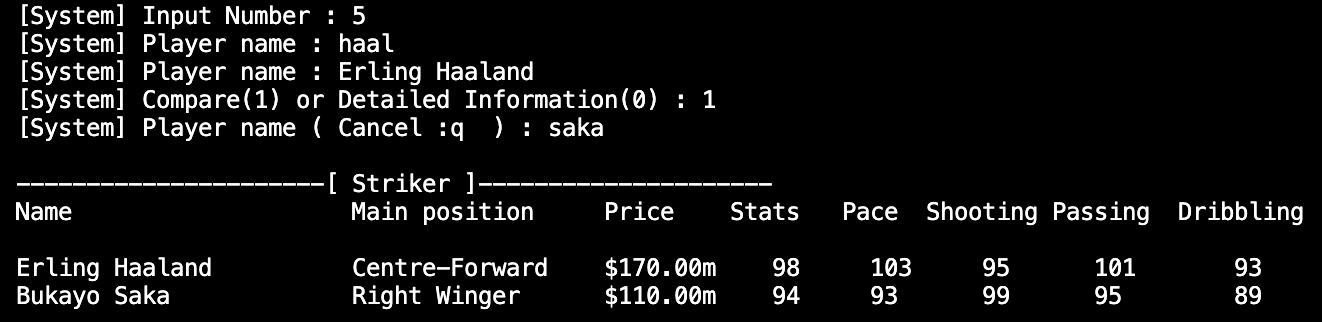 [System] Input Number : 5
[System] Player name : haal
[System] Player name : Erling Haaland
[System] Compare(1) or Detailed Information(0) : 1
[System] Player name ( Cancel :q  ) : saka
----------------------[ Striker ]---------------------
Name Main position Price Stats Pace Shooting Passing Dribbling
Erling Haaland Centre-Forward $170.00m 98 103 95 101 93
Bukayo Saka Right Winger $110.00m 94 93 99 95 89